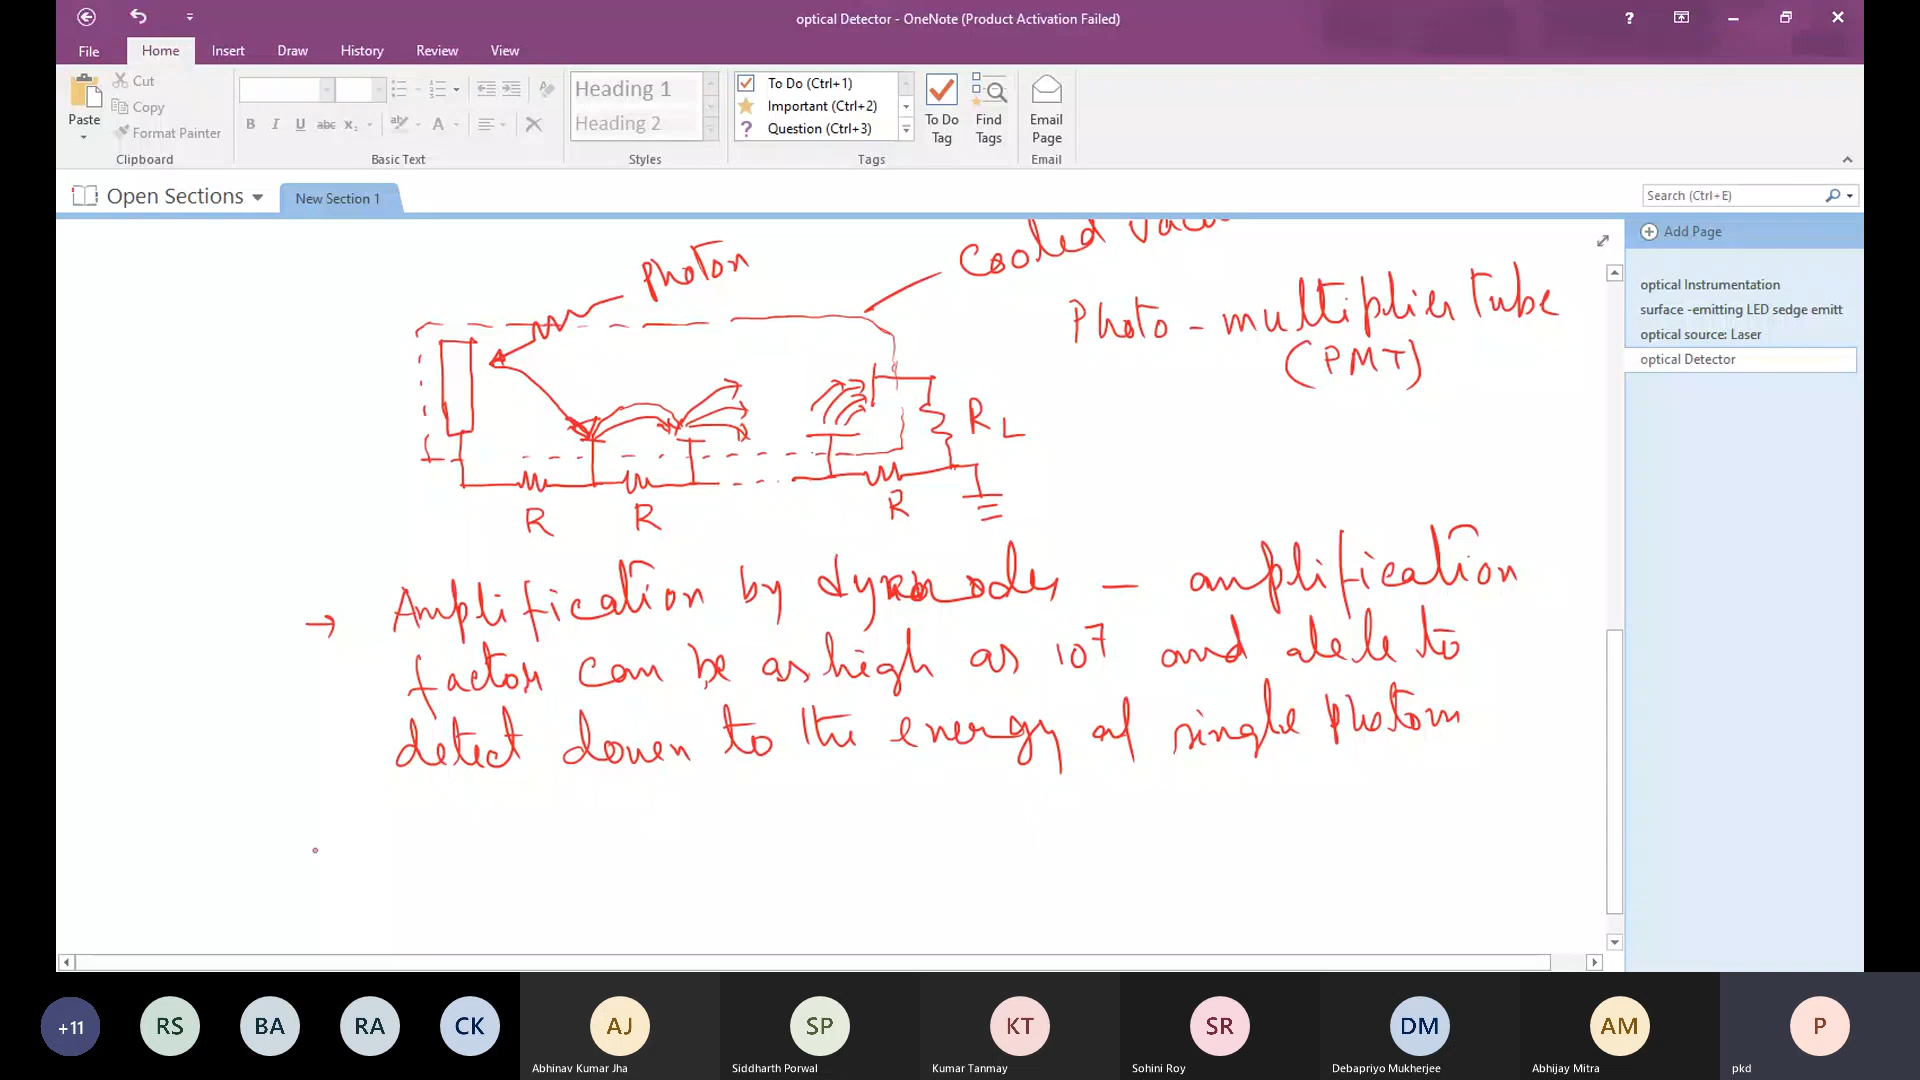 optical Detector - OneNote (Product Activation Failed)
File Home Insert Draw History Review View
Paste
Cut
Copy
Format Painter
Clipboard
B I U abc x₂ A
Basic Text
Heading 1
Heading 2
Styles
To Do (Ctrl+1)
Important (Ctrl+2)
Question (Ctrl+3)
To Do Tag
Find Tags
Tags
Email Page
Email
Open Sections
New Section 1
Search (Ctrl+E)
Add Page
optical Instrumentation
surface -emitting LED sedge emitt
optical source: Laser
optical Detector
Photon
Cooled
Photo - multiplier tube
(PMT)
R L
R R R
→ Amplification by dynodes — amplification
factor can be as high as 10⁷ and able to
detect down to the energy of single photom
+11 RS BA RA CK AJ SP KT SR DM AM P
Abhinav Kumar Jha Siddharth Porwal Kumar Tanmay Sohini Roy Debapriyo Mukherjee Abhijay Mitra pkd